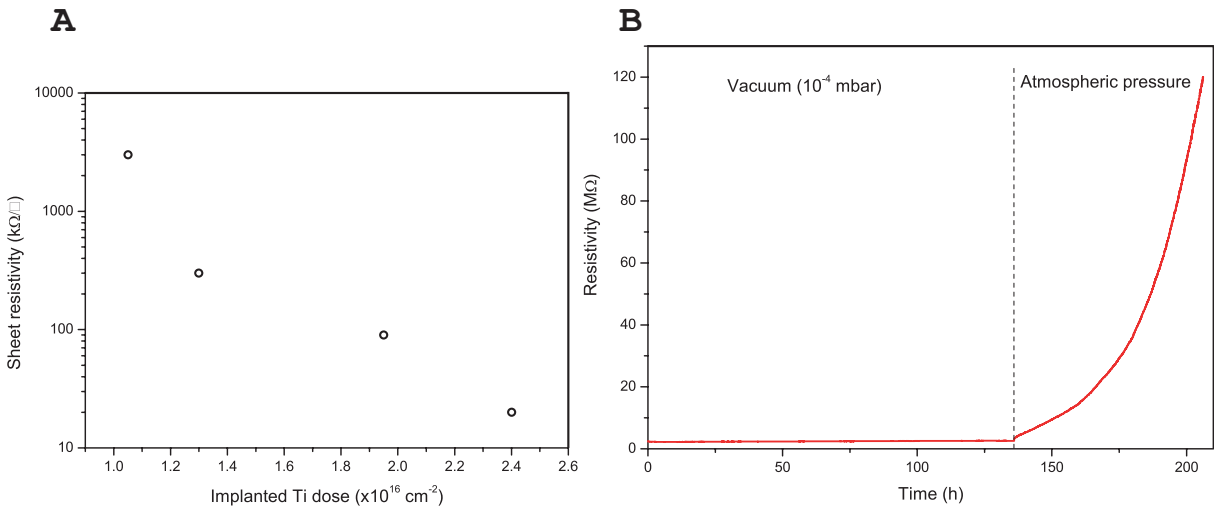 A
10000
1000
100
10
Sheet resistivity (kΩ/□)
1.0 1.2 1.4 1.6 1.8 2.0 2.2 2.4 2.6
Implanted Ti dose (x10¹⁶ cm⁻²)
B
Vacuum (10⁻⁴ mbar)
Atmospheric pressure
120
100
80
60
40
20
0
Resistivity (MΩ)
0 50 100 150 200
Time (h)